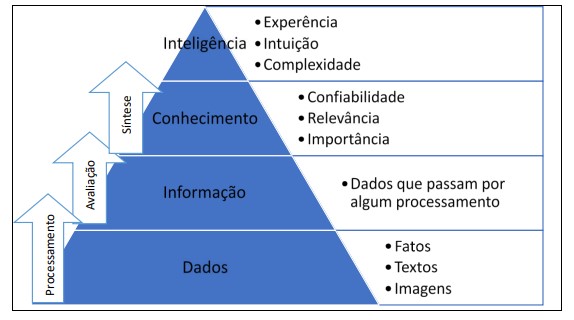 Inteligência
• Experência
• Intuição
• Complexidade
Síntese
Conhecimento
• Confiabilidade
• Relevância
• Importância
Avaliação
Informação
• Dados que passam por
algum processamento
Processamento
Dados
• Fatos
• Textos
• Imagens